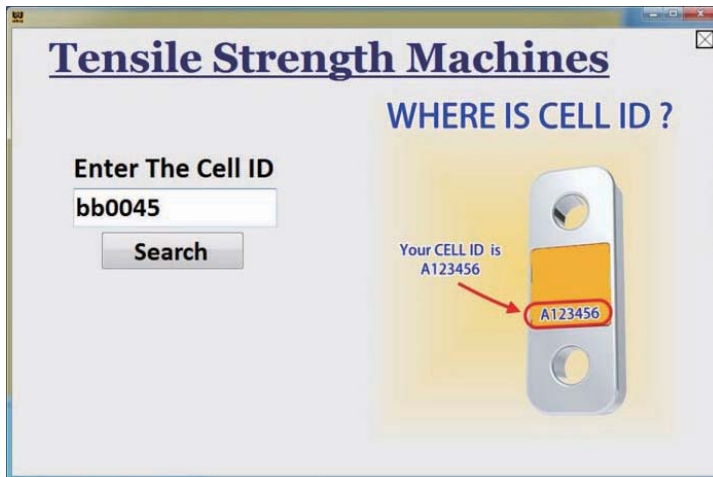 Tensile Strength Machines
WHERE IS CELL ID ?
Enter The Cell ID
bb0045
Search
Your CELL ID is
A123456
A123456